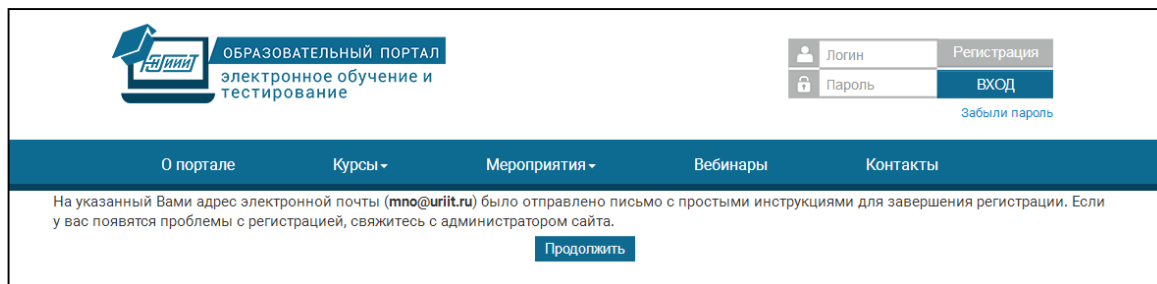 ЮНИИИТ
ОБРАЗОВАТЕЛЬНЫЙ ПОРТАЛ
электронное обучение и
тестирование
Логин
Регистрация
Пароль
ВХОД
Забыли пароль
О портале
Курсы
Мероприятия
Вебинары
Контакты
На указанный Вами адрес электронной почты (mno@uriit.ru) было отправлено письмо с простыми инструкциями для завершения регистрации. Если
у вас появятся проблемы с регистрацией, свяжитесь с администратором сайта.
Продолжить